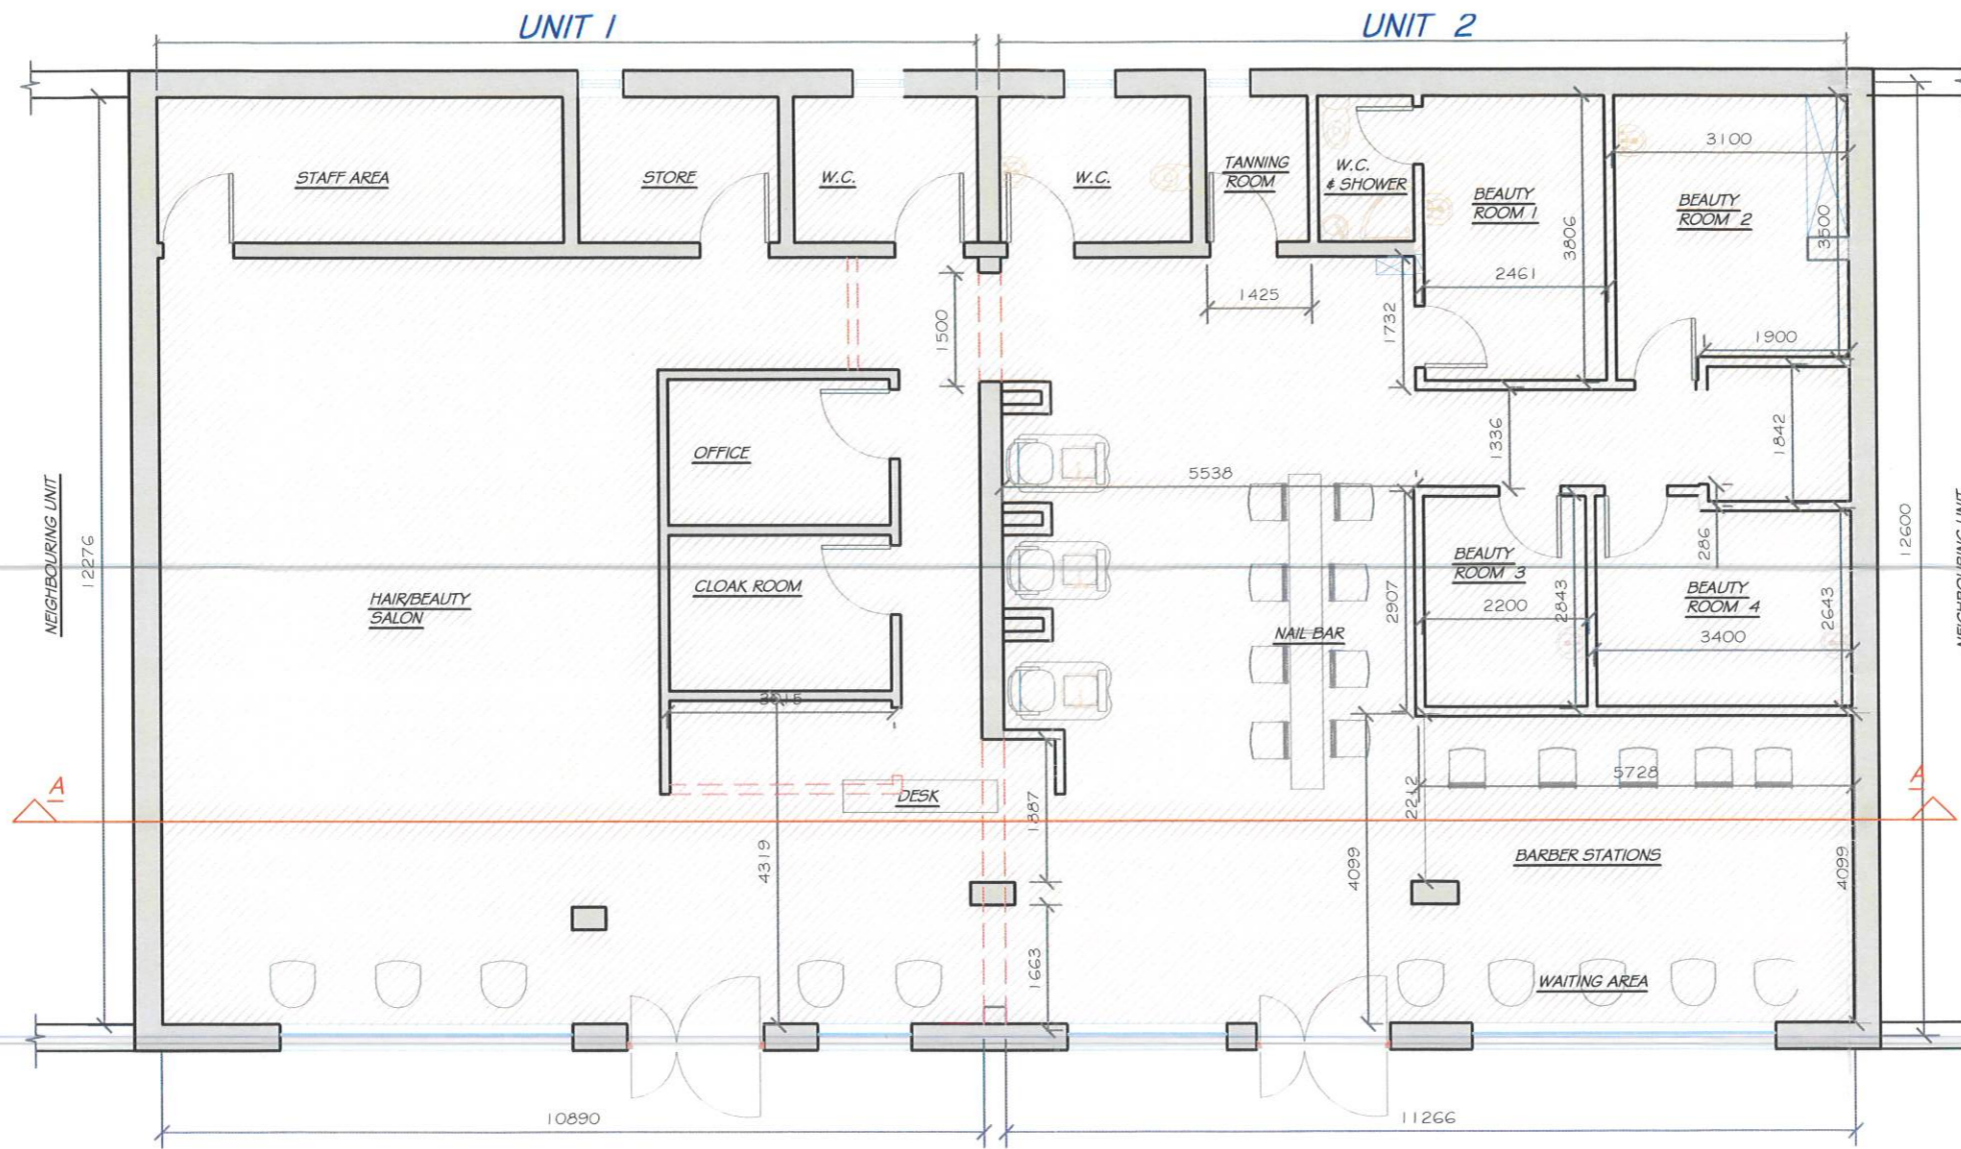 UNIT 1
UNIT 2
STAFF AREA
STORE
W.C.
W.C.
TANNING
ROOM
W.C.
& SHOWER
BEAUTY
ROOM 1
BEAUTY
ROOM 2
3100
3806
3500
2461
1425
1500
1732
1900
OFFICE
5538
1336
1842
NEIGHBOURING UNIT
12276
12600
NEIGHBOURING UNIT
HAIR/BEAUTY
SALON
CLOAK ROOM
NAIL BAR
2907
BEAUTY
ROOM 3
2200
2843
286
BEAUTY
ROOM 4
3400
2643
3015
A
DESK
4319
1887
2212
5728
A
BARBER STATIONS
4099
4099
1663
WAITING AREA
10890
11266